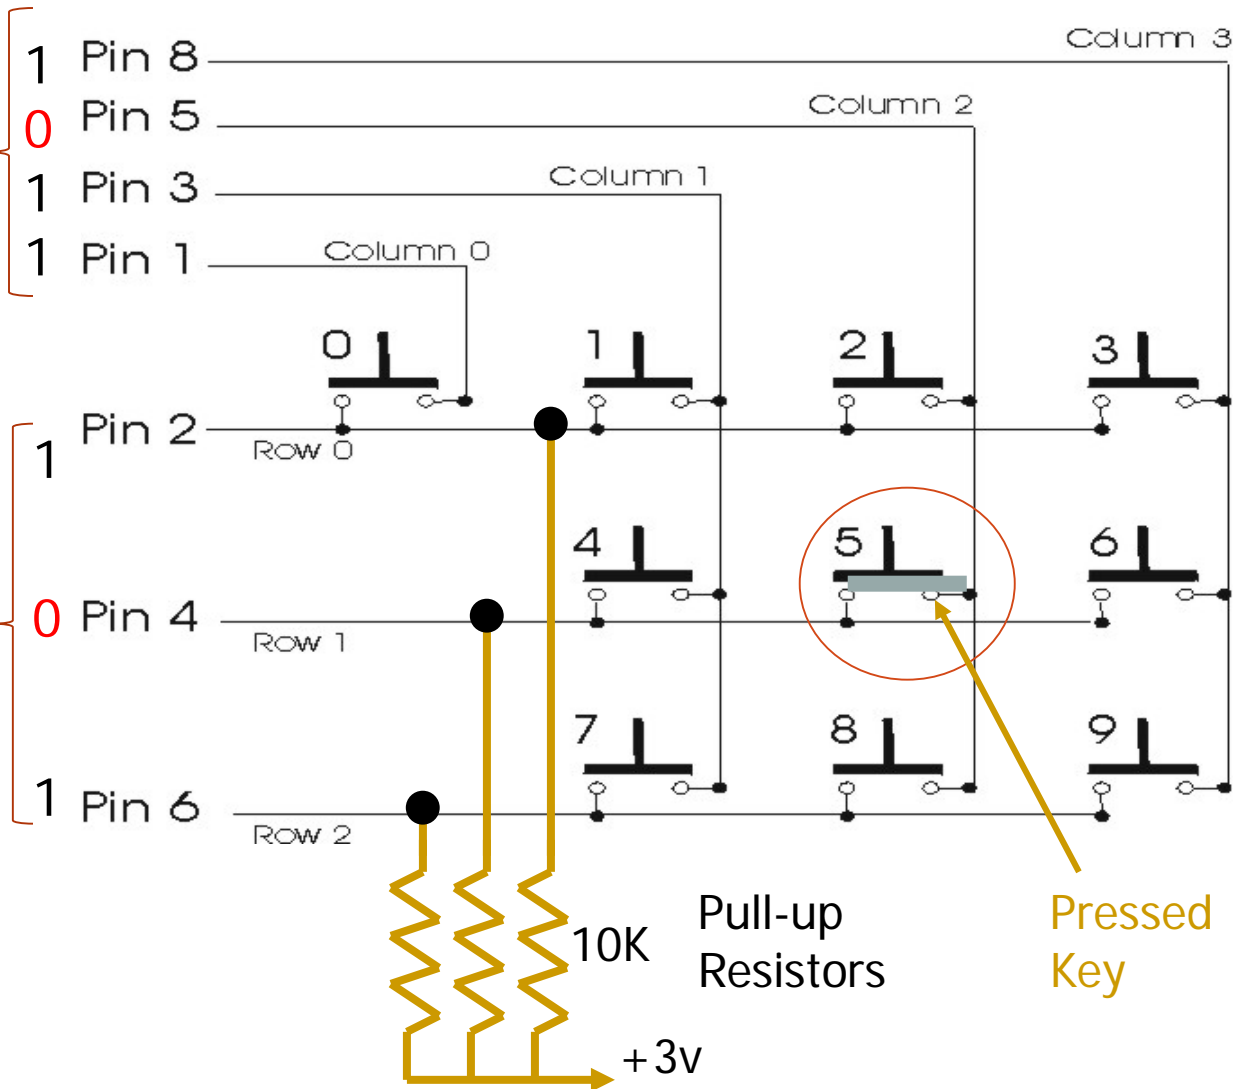 Column 3
1 Pin 8
Column 2
0 Pin 5
Column 1
1 Pin 3
Column 0
1 Pin 1
0 1 2 3
1 Pin 2
Row 0
4 5 6
0 Pin 4
Row 1
7 8 9
1 Pin 6
Row 2
10K
Pull-up
Resistors
Pressed
Key
+3v